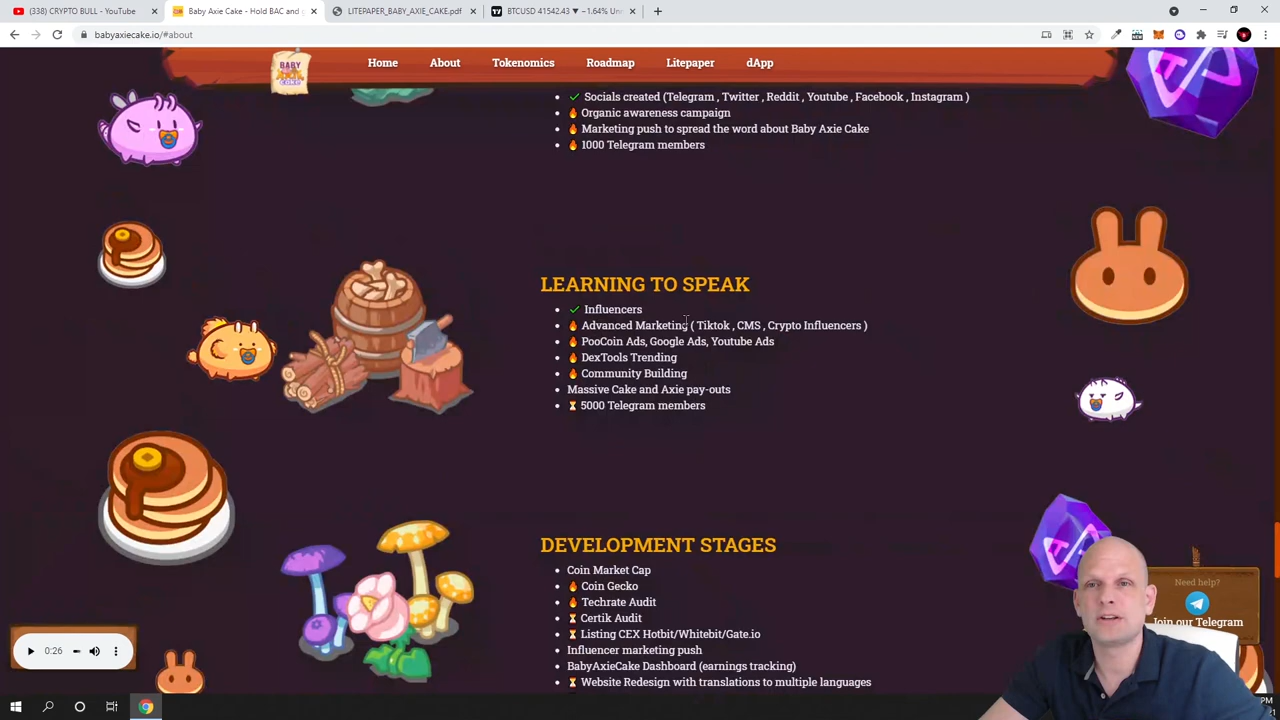 (338) CRYPTO BULL - YouTube
Baby Axie Cake - Hold BAC and g
LITEPAPER_BABY_AXIE_CAKE.pdf
BTCUSD 41542.43 ▼ −1.64% Un
babyaxiecake.io/#about
BABY
AXIE
CAKE
Home
About
Tokenomics
Roadmap
Litepaper
dApp
Socials created (Telegram , Twitter , Reddit , Youtube , Facebook , Instagram )
Organic awareness campaign
Marketing push to spread the word about Baby Axie Cake
1000 Telegram members
LEARNING TO SPEAK
Influencers
Advanced Marketing ( Tiktok , CMS , Crypto Influencers )
PooCoin Ads, Google Ads, Youtube Ads
DexTools Trending
Community Building
Massive Cake and Axie pay-outs
5000 Telegram members
DEVELOPMENT STAGES
Coin Market Cap
Coin Gecko
Techrate Audit
Certik Audit
Listing CEX Hotbit/Whitebit/Gate.io
Influencer marketing push
BabyAxieCake Dashboard (earnings tracking)
Website Redesign with translations to multiple languages
Need help?
Join our Telegram
0:26
PM